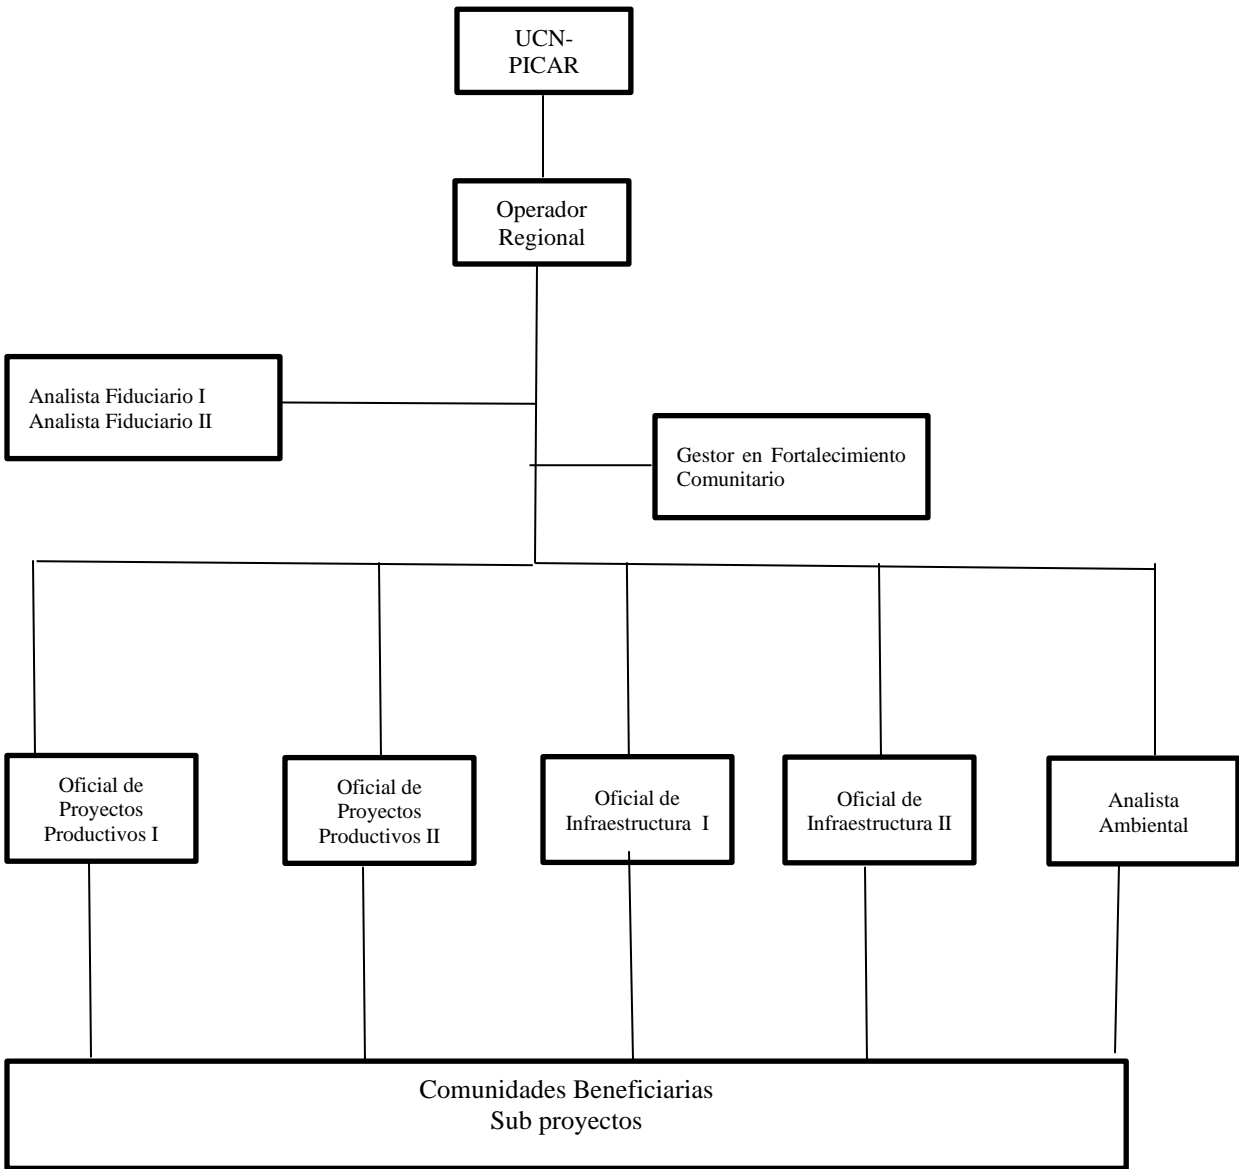 UCN-
PICAR
Operador
Regional
Analista Fiduciario I
Analista Fiduciario II
Gestor en Fortalecimiento
Comunitario
Oficial de
Proyectos
Productivos I
Oficial de
Proyectos
Productivos II
Oficial de
Infraestructura I
Oficial de
Infraestructura II
Analista
Ambiental
Comunidades Beneficiarias
Sub proyectos